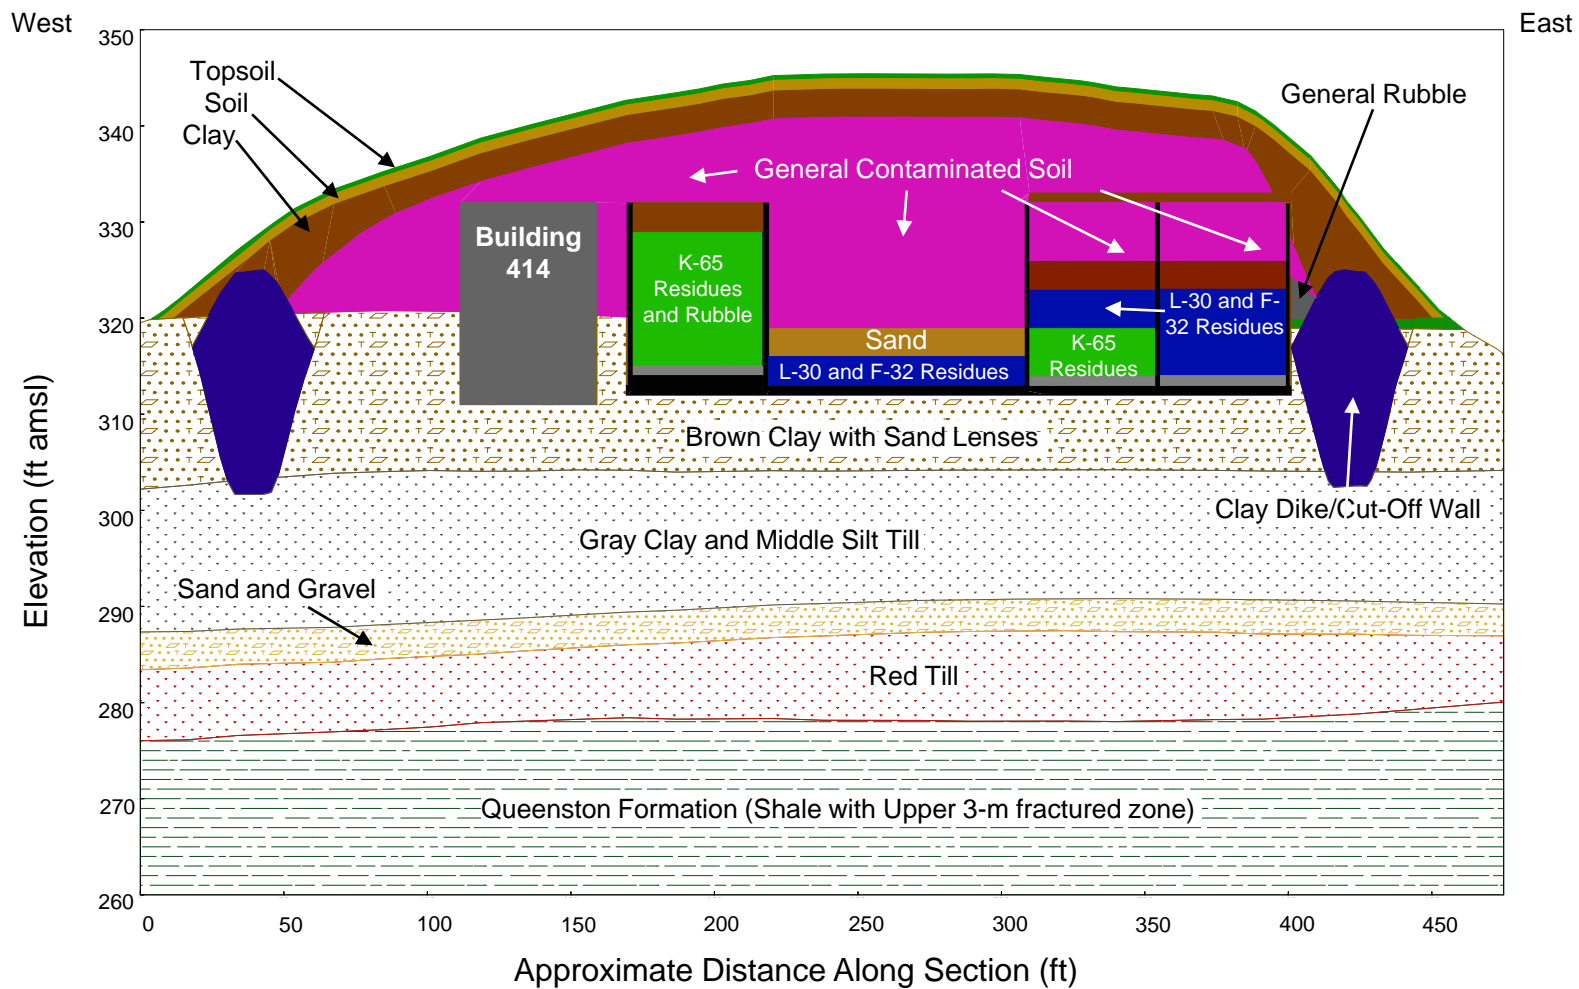 West
East
350
340
330
320
310
300
290
280
270
260
Elevation (ft amsl)
Topsoil
Soil
Clay
General Rubble
General Contaminated Soil
Building
414
K-65
Residues
and Rubble
Sand
L-30 and F-32 Residues
L-30 and F-
32 Residues
K-65
Residues
Brown Clay with Sand Lenses
Clay Dike/Cut-Off Wall
Gray Clay and Middle Silt Till
Sand and Gravel
Red Till
Queenston Formation (Shale with Upper 3-m fractured zone)
0 50 100 150 200 250 300 350 400 450
Approximate Distance Along Section (ft)